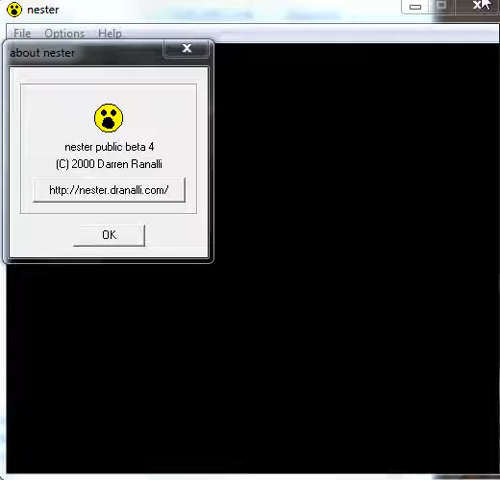 nester
File Options Help
about nester
nester public beta 4
(C) 2000 Darren Ranalli
http://nester.dranalli.com/
OK